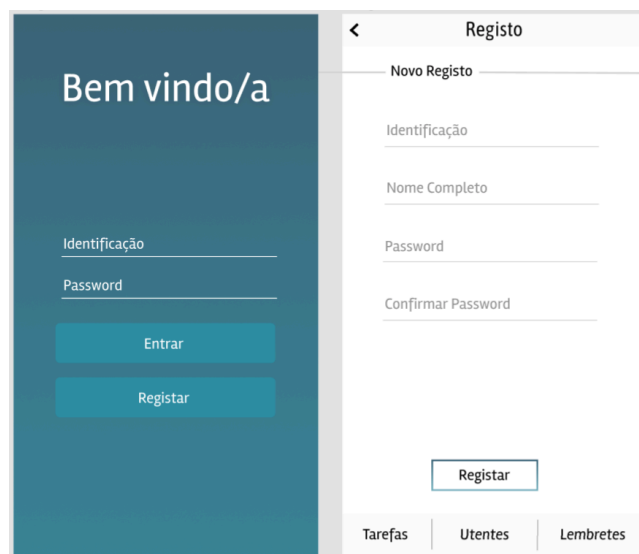 Bem vindo/a
Identificação
Password
Entrar
Registar
Registo
Novo Registo
Identificação
Nome Completo
Password
Confirmar Password
Registar
Tarefas Utentes Lembretes